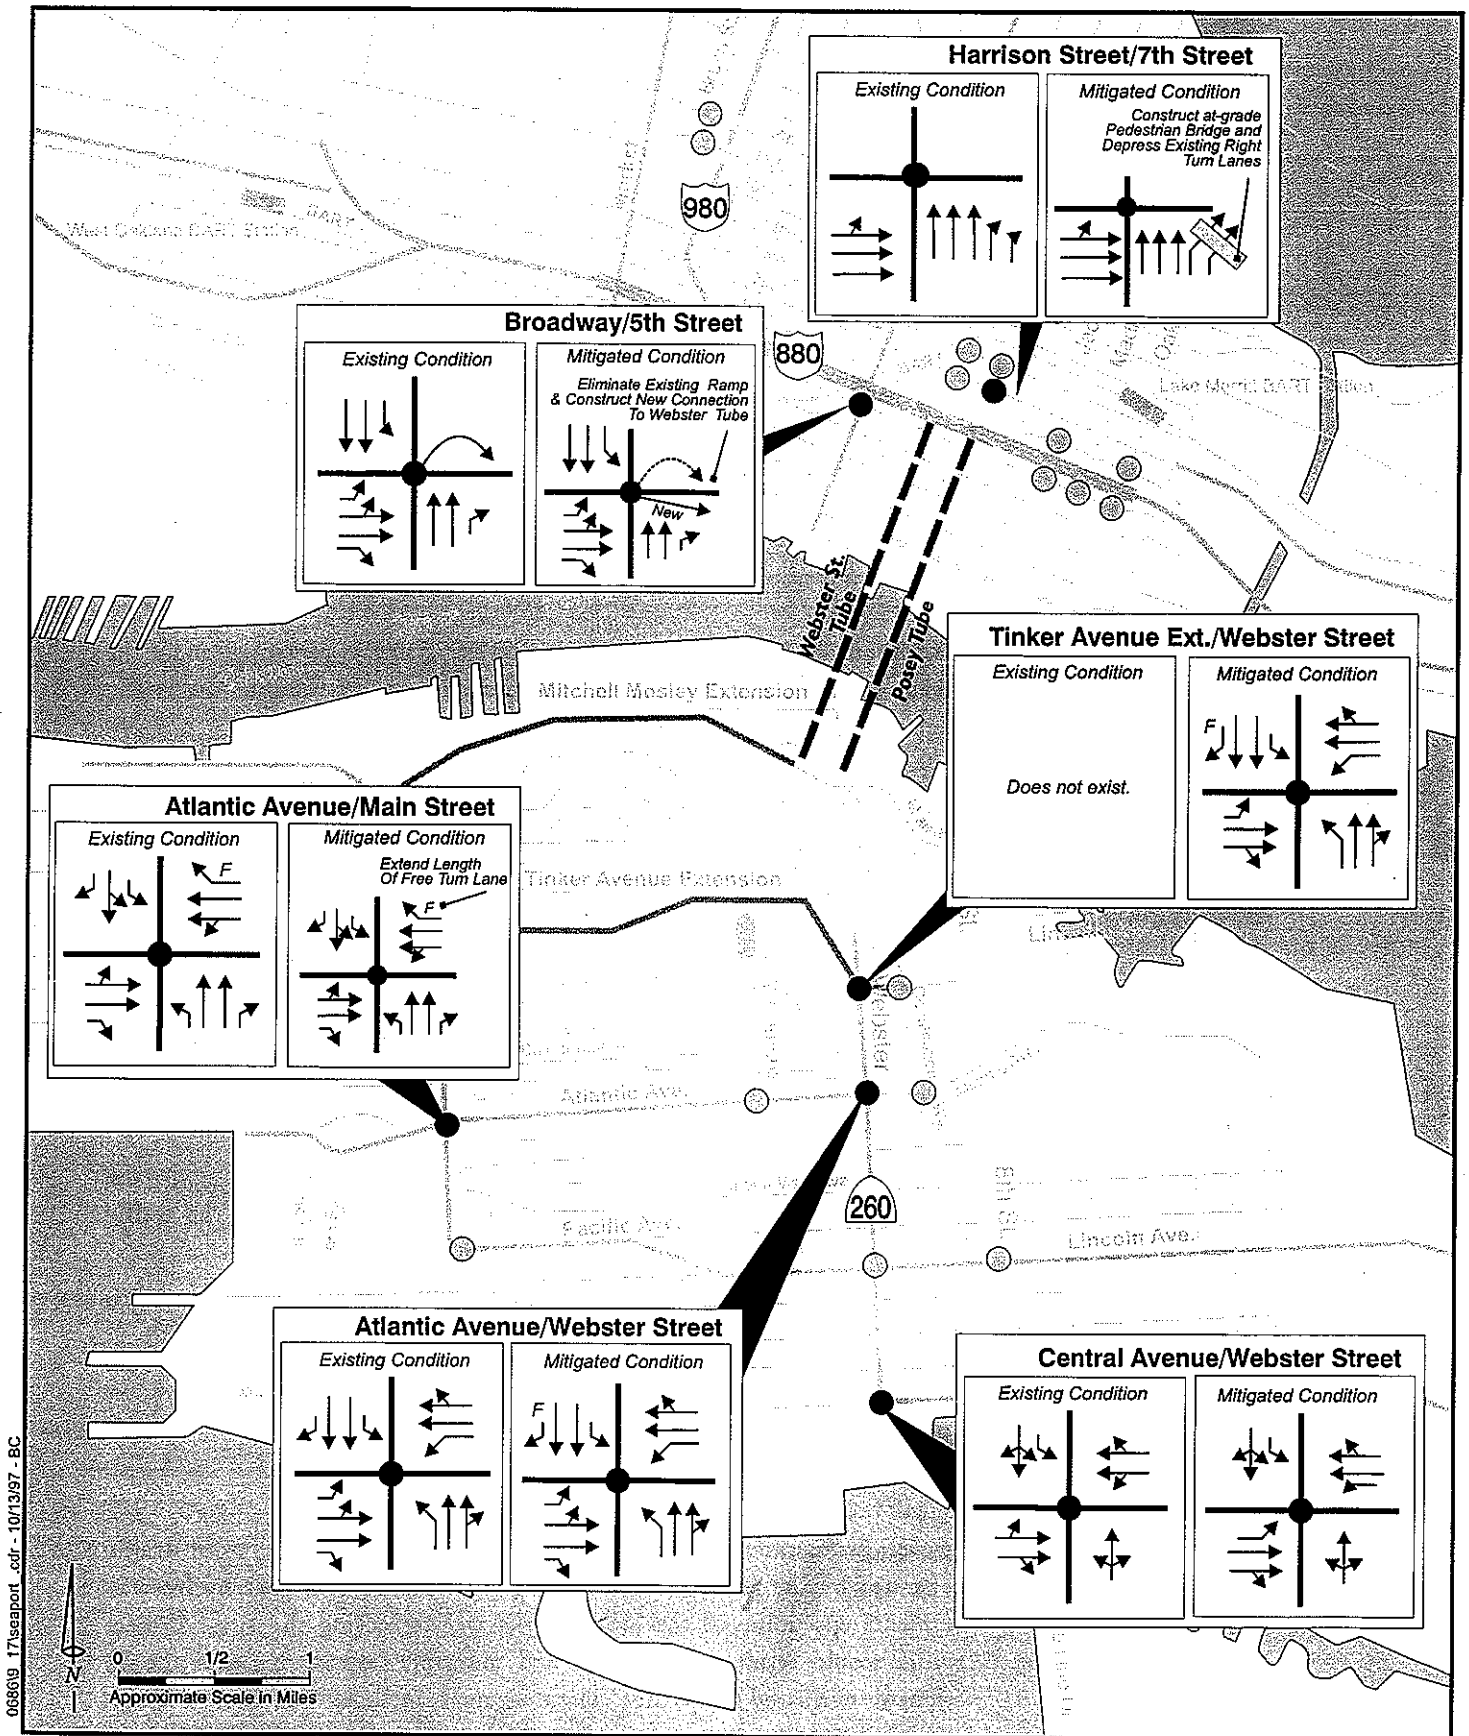 Harrison Street/7th Street
Existing Condition
Mitigated Condition
Construct at-grade
Pedestrian Bridge and
Depress Existing Right
Turn Lanes
980
BART
West Oakland BART Station
Broadway/5th Street
Existing Condition
Mitigated Condition
Eliminate Existing Ramp
& Construct New Connection
To Webster Tube
New
880
BART
Lake Merritt BART Station
Webster St.
Tube
Posey Tube
Mitchell Mosley Extension
Tinker Avenue Ext./Webster Street
Existing Condition
Mitigated Condition
Does not exist.
F
Atlantic Avenue/Main Street
Existing Condition
Mitigated Condition
F
Extend Length
Of Free Turn Lane
F
Tinker Avenue Extension
Webster
Atlantic Ave.
260
Pacific Ave.
Lincoln Ave.
Atlantic Avenue/Webster Street
Existing Condition
Mitigated Condition
F
Central Avenue/Webster Street
Existing Condition
Mitigated Condition
N
0 1/2 1
Approximate Scale in Miles
0686\9_17\seaport_.cdr - 10/13/97 - BC